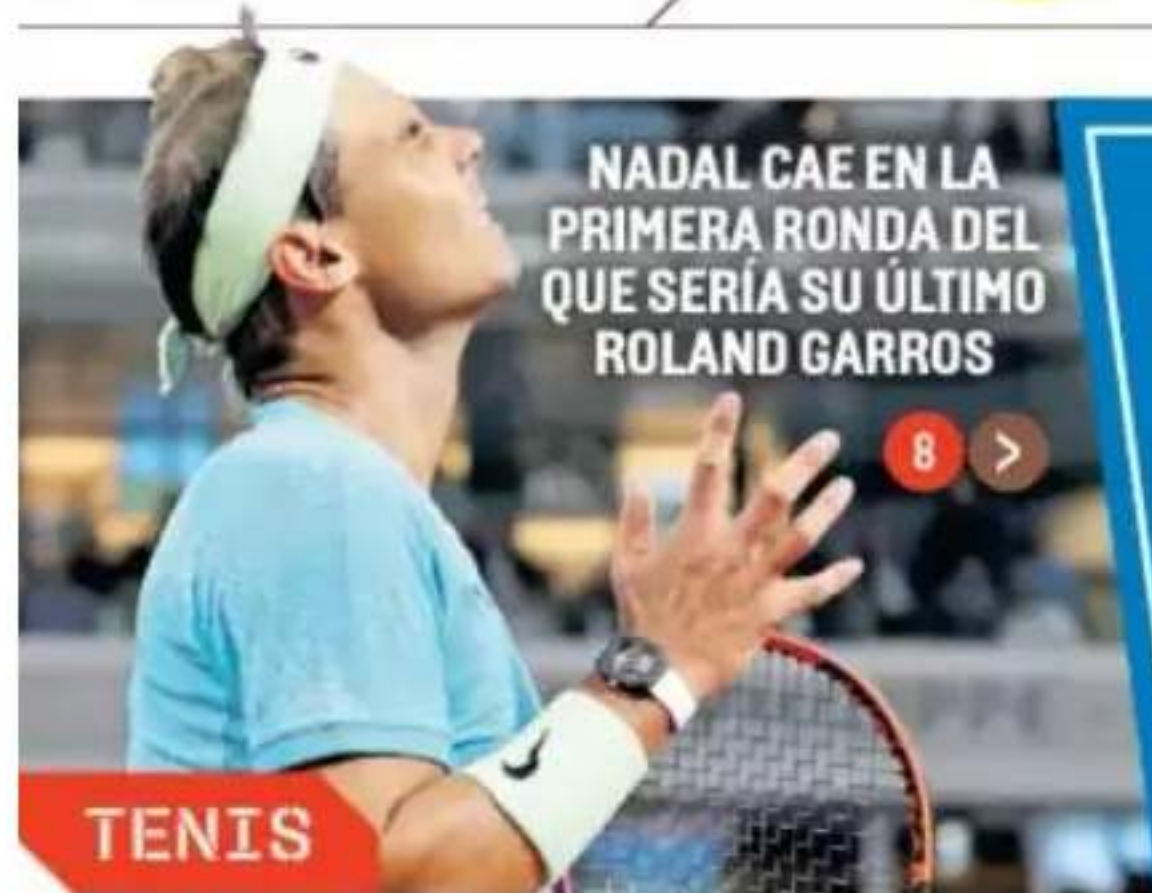 NADAL CAE EN LA
PRIMERA RONDA DEL
QUE SERÍA SU ÚLTIMO
ROLAND GARROS
8 >
TENIS